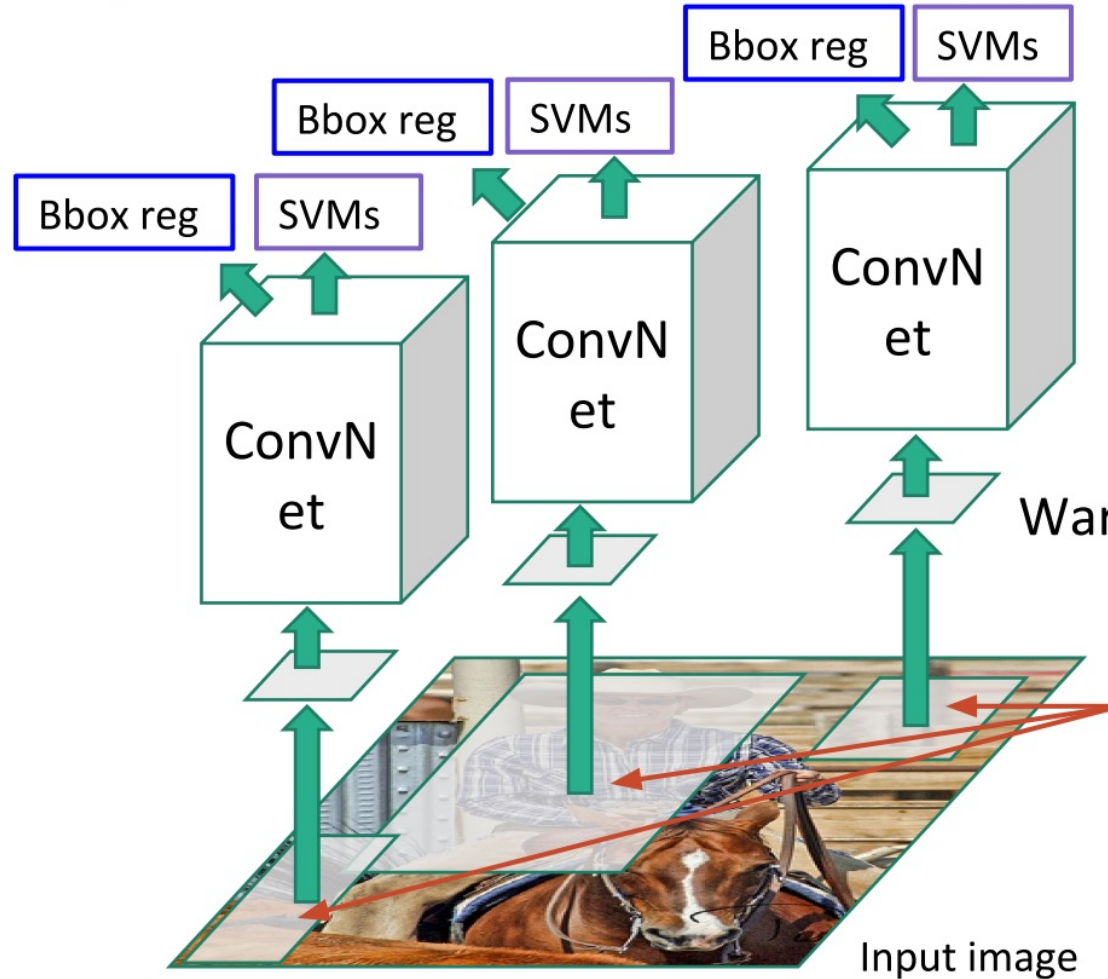 Bbox reg
SVMs
Bbox reg
SVMs
Bbox reg
SVMs
ConvN
et
ConvN
et
ConvN
et
Input image